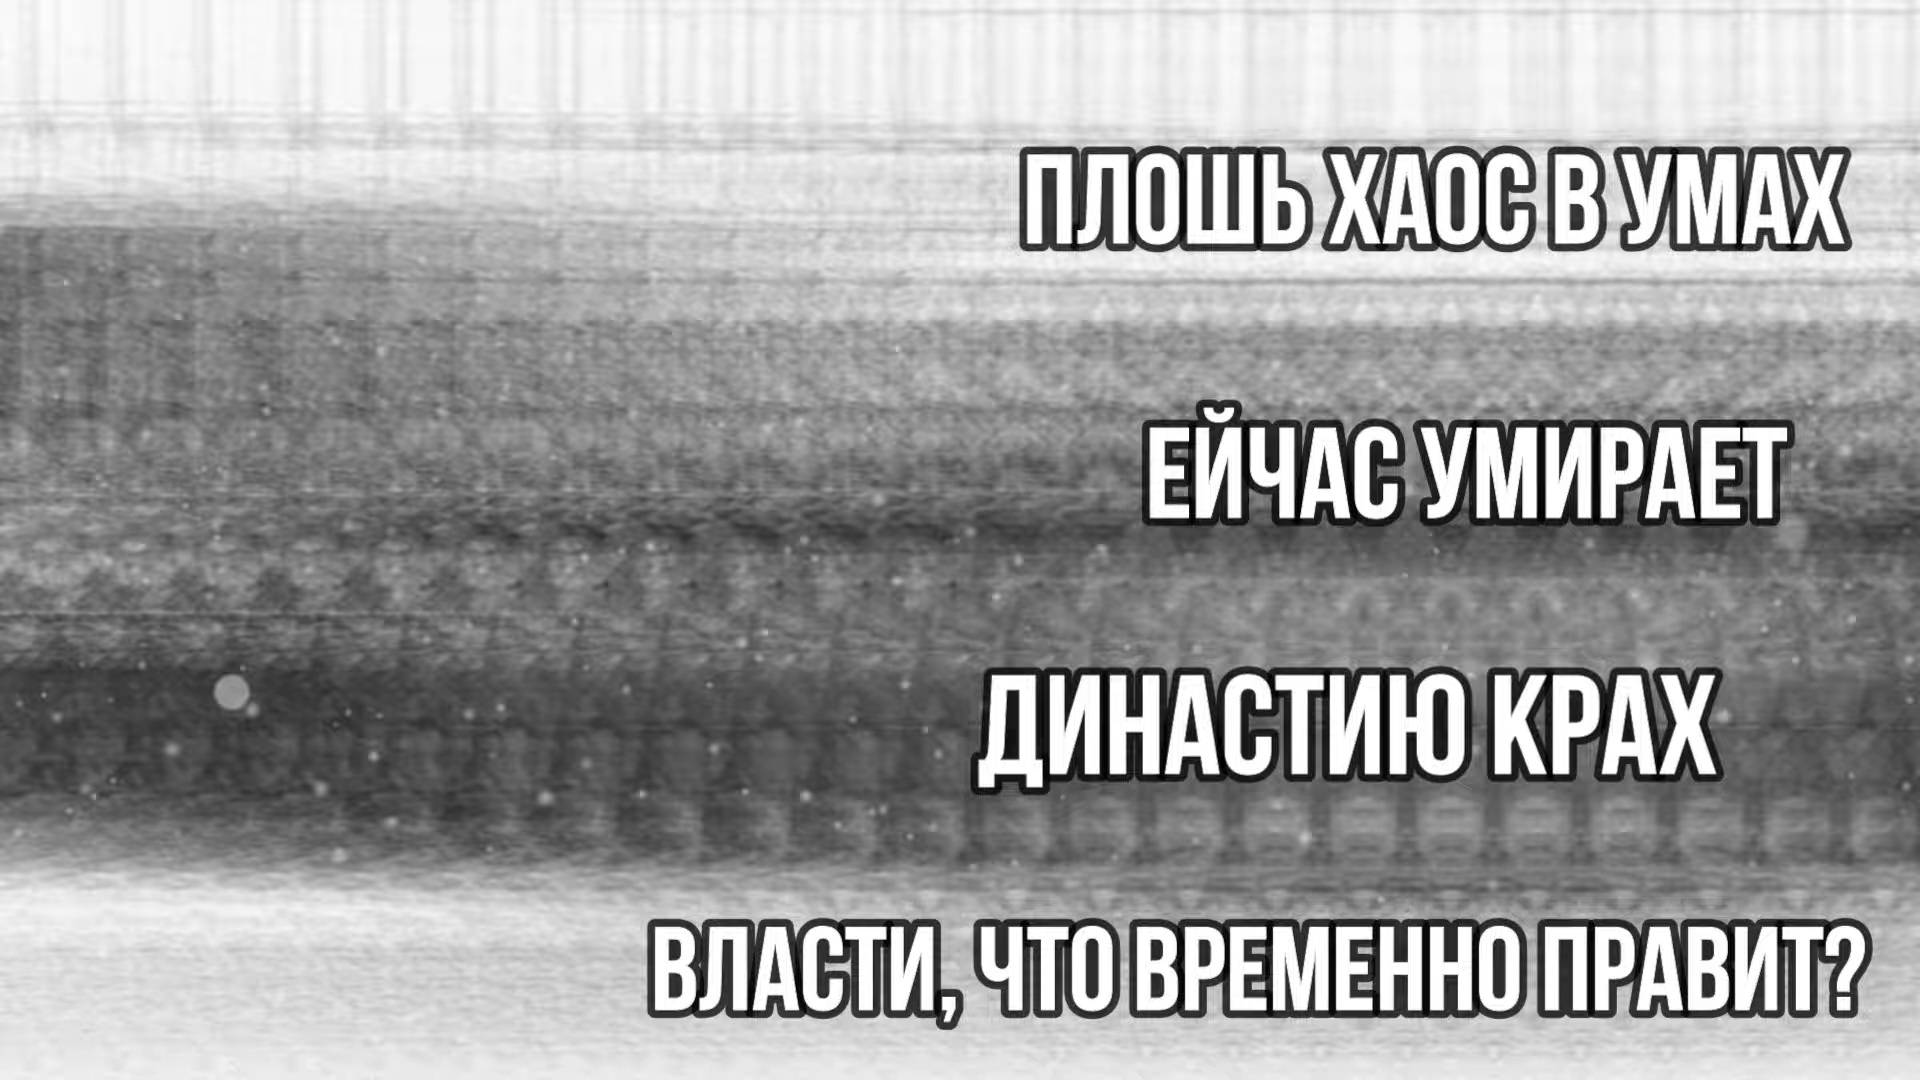 ПЛОШЬ ХАОС В УМАХ
ЕЙЧАС УМИРАЕТ
ДИНАСТИЮ КРАХ
ВЛАСТИ, ЧТО ВРЕМЕННО ПРАВИТ?